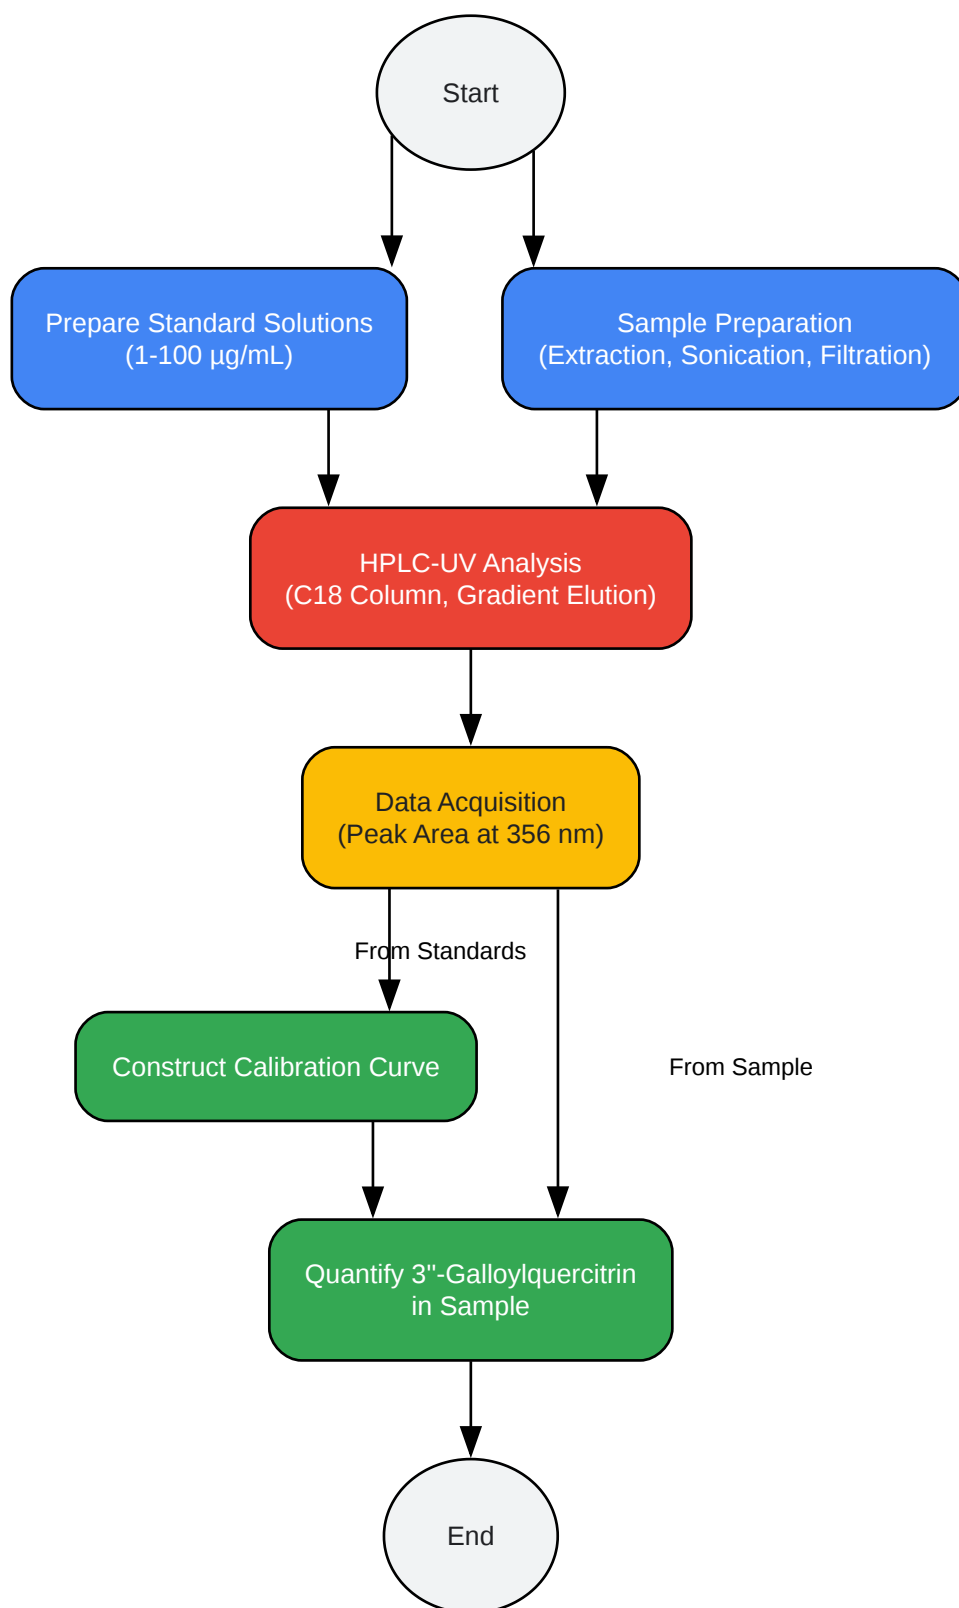 Start
Prepare Standard Solutions
(1-100 µg/mL)
Sample Preparation
(Extraction, Sonication, Filtration)
HPLC-UV Analysis
(C18 Column, Gradient Elution)
Data Acquisition
(Peak Area at 356 nm)
From Standards
Construct Calibration Curve
From Sample
Quantify 3"-Galloylquercitrin
in Sample
End